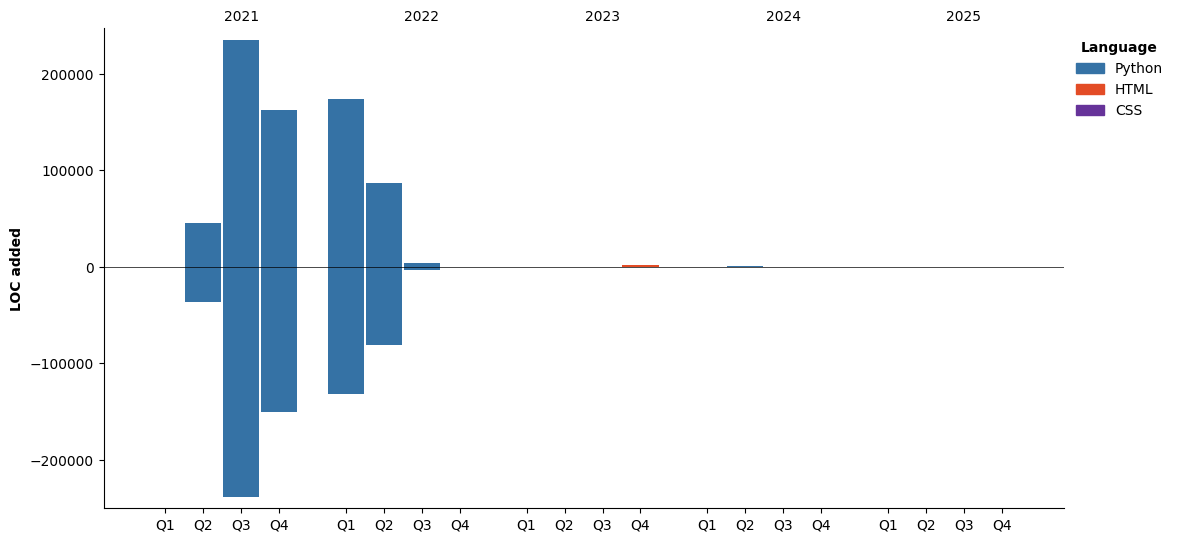 2021 2022 2023 2024 2025
Language
Python
HTML
CSS
LOC added
200000
100000
0
−100000
−200000
Q1 Q2 Q3 Q4 Q1 Q2 Q3 Q4 Q1 Q2 Q3 Q4 Q1 Q2 Q3 Q4 Q1 Q2 Q3 Q4